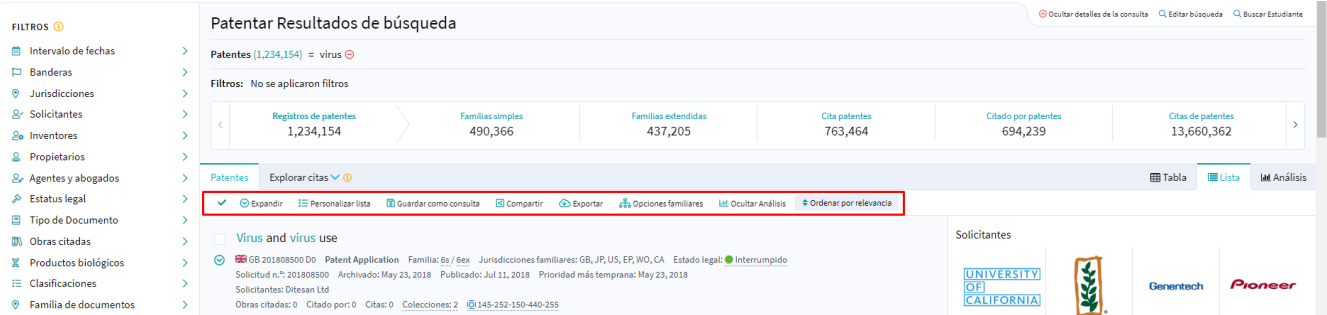 Ocultar detalles de la consulta Editar búsqueda Buscar Estudiante
FILTROS
Patentar Resultados de búsqueda
Intervalo de fechas
Banderas
Jurisdicciones
Solicitantes
Inventores
Propietarios
Agentes y abogados
Estatus legal
Tipo de Documento
Obras citadas
Productos biológicos
Clasificaciones
Familia de documentos
Patentes (1,234,154) = virus
Filtros: No se aplicaron filtros
Registros de patentes Familias simples Familias extendidas Cita patentes Citado por patentes Citas de patentes
1,234,154 490,366 437,205 763,464 694,239 13,660,362
Patentes Explorar citas Tabla Lista Análisis
Expandir Personalizar lista Guardar como consulta Compartir Exportar Opciones familiares Ocultar Análisis Ordenar por relevancia
Virus and virus use
GB 201808500 D0 Patent Application Familia: 6s / 6ex Jurisdicciones familiares: GB, JP, US, EP, WO, CA Estado legal: Interrumpido
Solicitud n.º: 201808500 Archivado: May 23, 2018 Publicado: Jul 11, 2018 Prioridad más temprana: May 23, 2018
Solicitantes: Ditesan Ltd
Obras citadas: 0 Citado por: 0 Citas: 0 Colecciones: 2 145-252-150-440-255
Solicitantes
UNIVERSITY
OF
CALIFORNIA
Genentech
Pioneer